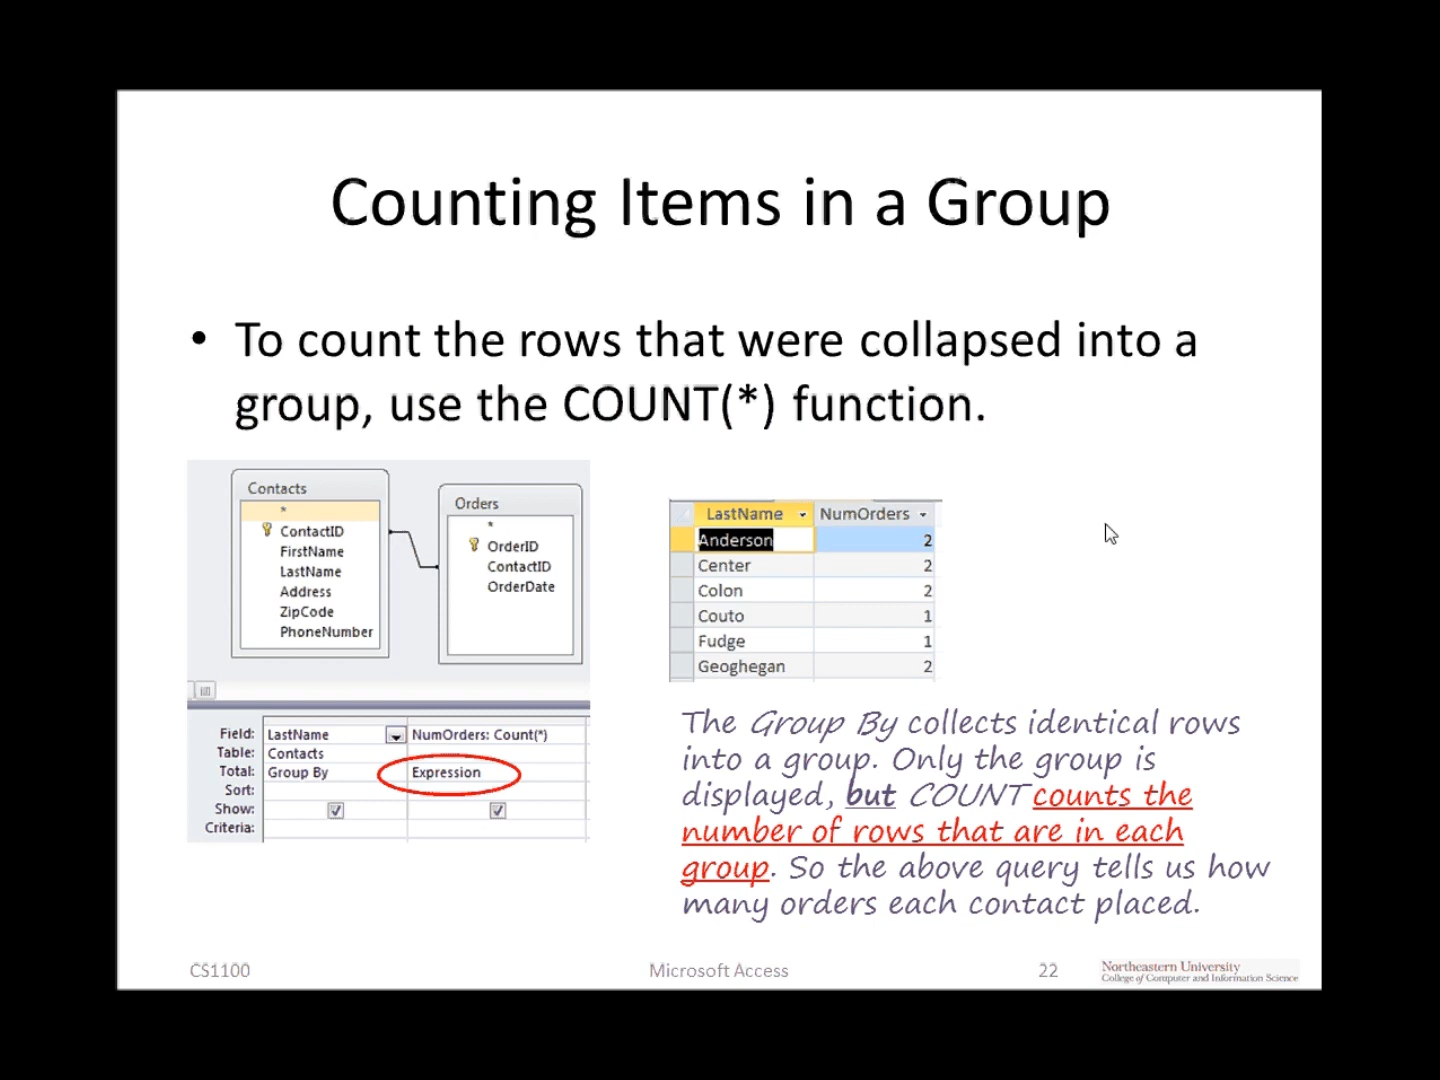 Counting Items in a Group
• To count the rows that were collapsed into a
group, use the COUNT(*) function.
Contacts
*
ContactID
FirstName
LastName
Address
ZipCode
PhoneNumber
Orders
*
OrderID
ContactID
OrderDate
Field: LastName NumOrders: Count(*)
Table: Contacts
Total: Group By Expression
Sort:
Show:
Criteria:
LastName NumOrders
Anderson 2
Center 2
Colon 2
Couto 1
Fudge 1
Geoghegan 2
The Group By collects identical rows
into a group. Only the group is
displayed, but COUNT counts the
number of rows that are in each
group. So the above query tells us how
many orders each contact placed.
CS1100 Microsoft Access 22
Northeastern University
College of Computer and Information Science